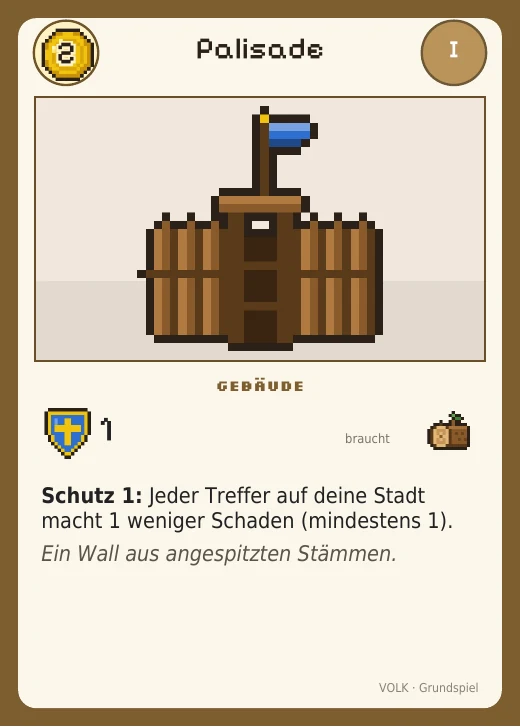 2
Palisade
I
GEBÄUDE
1
braucht
Schutz 1: Jeder Treffer auf deine Stadt
macht 1 weniger Schaden (mindestens 1).
Ein Wall aus angespitzten Stämmen.
VOLK · Grundspiel